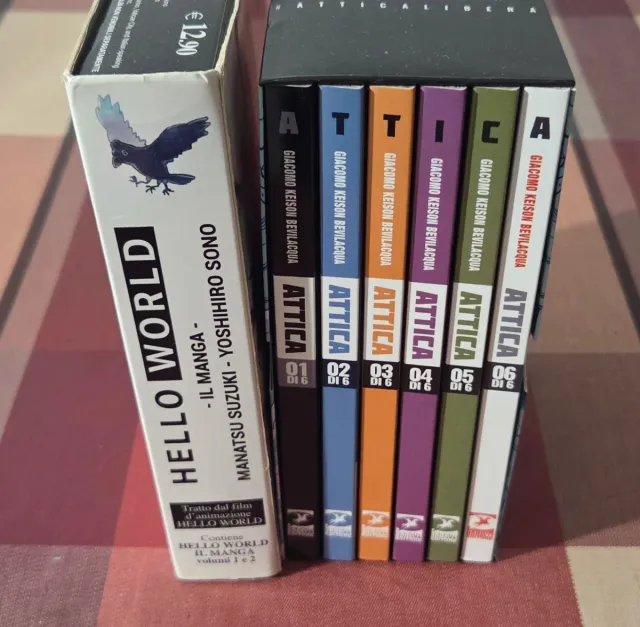 € 12,90
HELLO WORLD
- IL MANGA -
MANATSU SUZUKI - YOSHIHIRO SONO
Tratto dal film
d'animazione
HELLO WORLD
Contiene
HELLO WORLD
IL MANGA
volumi 1 e 2
#ATTICALIBERA
A
GIACOMO KEISON BEVILACQUA
ATTICA
01
DI 6
T
GIACOMO KEISON BEVILACQUA
ATTICA
02
DI 6
T
GIACOMO KEISON BEVILACQUA
ATTICA
03
DI 6
I
GIACOMO KEISON BEVILACQUA
ATTICA
04
DI 6
C
GIACOMO KEISON BEVILACQUA
ATTICA
05
DI 6
A
GIACOMO KEISON BEVILACQUA
ATTICA
06
DI 6